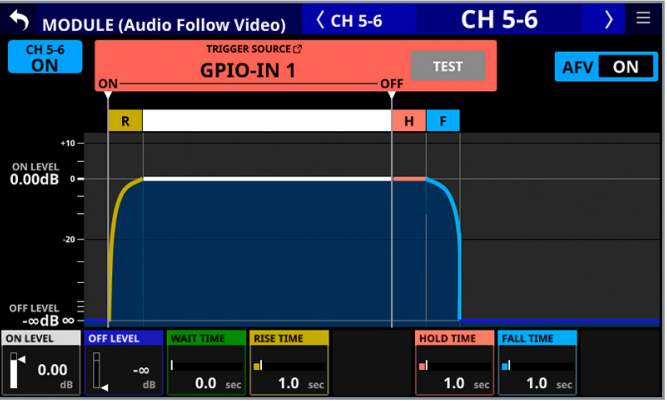 MODULE (Audio Follow Video)
CH 5-6
CH 5-6
CH 5-6
ON
TRIGGER SOURCE
GPIO-IN 1
TEST
ON
OFF
AFV
ON
R
H
F
+10
ON LEVEL
0.00dB
0
-20
OFF LEVEL
-∞dB
∞
ON LEVEL
0.00
dB
OFF LEVEL
-∞
dB
WAIT TIME
0.0 sec
RISE TIME
1.0 sec
HOLD TIME
1.0 sec
FALL TIME
1.0 sec